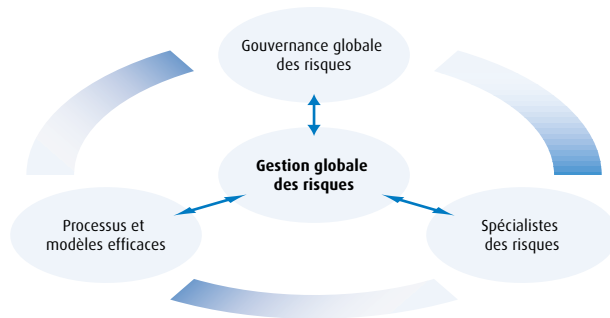 Gouvernance globale
des risques
Gestion globale
des risques
Processus et
modèles efficaces
Spécialistes
des risques